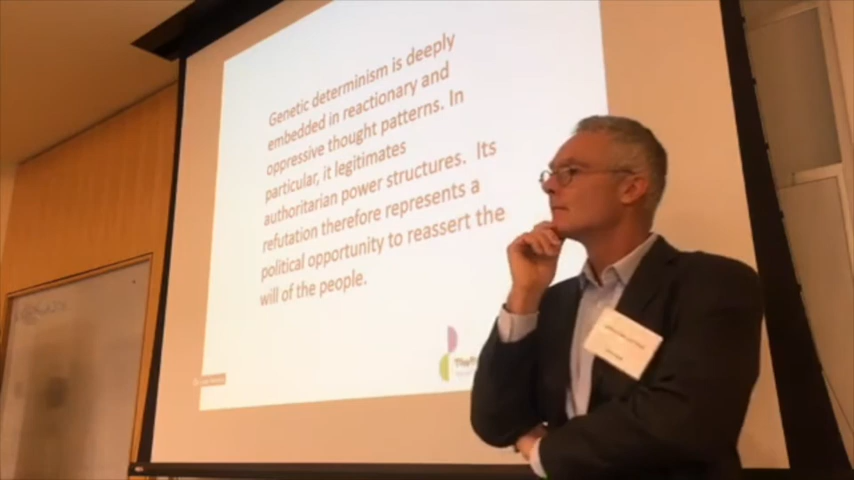 Genetic determinism is deeply
embedded in reactionary and
oppressive thought patterns. In
particular, it legitimates
authoritarian power structures. Its
refutation therefore represents a
political opportunity to reassert the
will of the people.